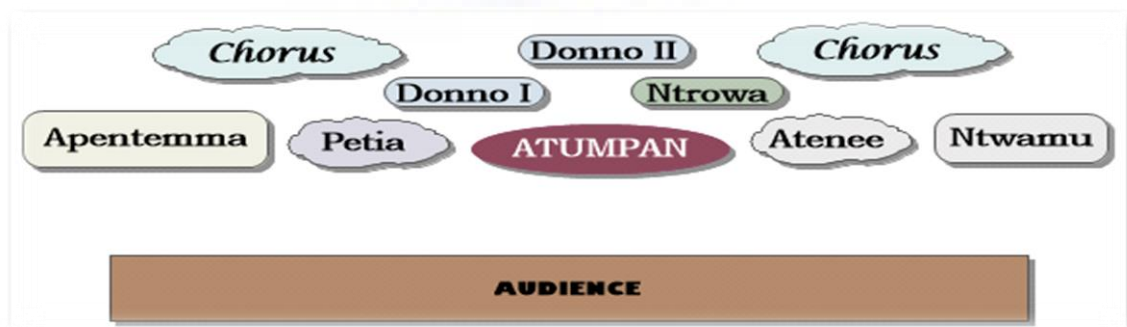 Chorus
Donno II
Chorus
Donno I
Ntrowa
Apentemma
Petia
ATUMPAN
Atenee
Ntwamu
AUDIENCE